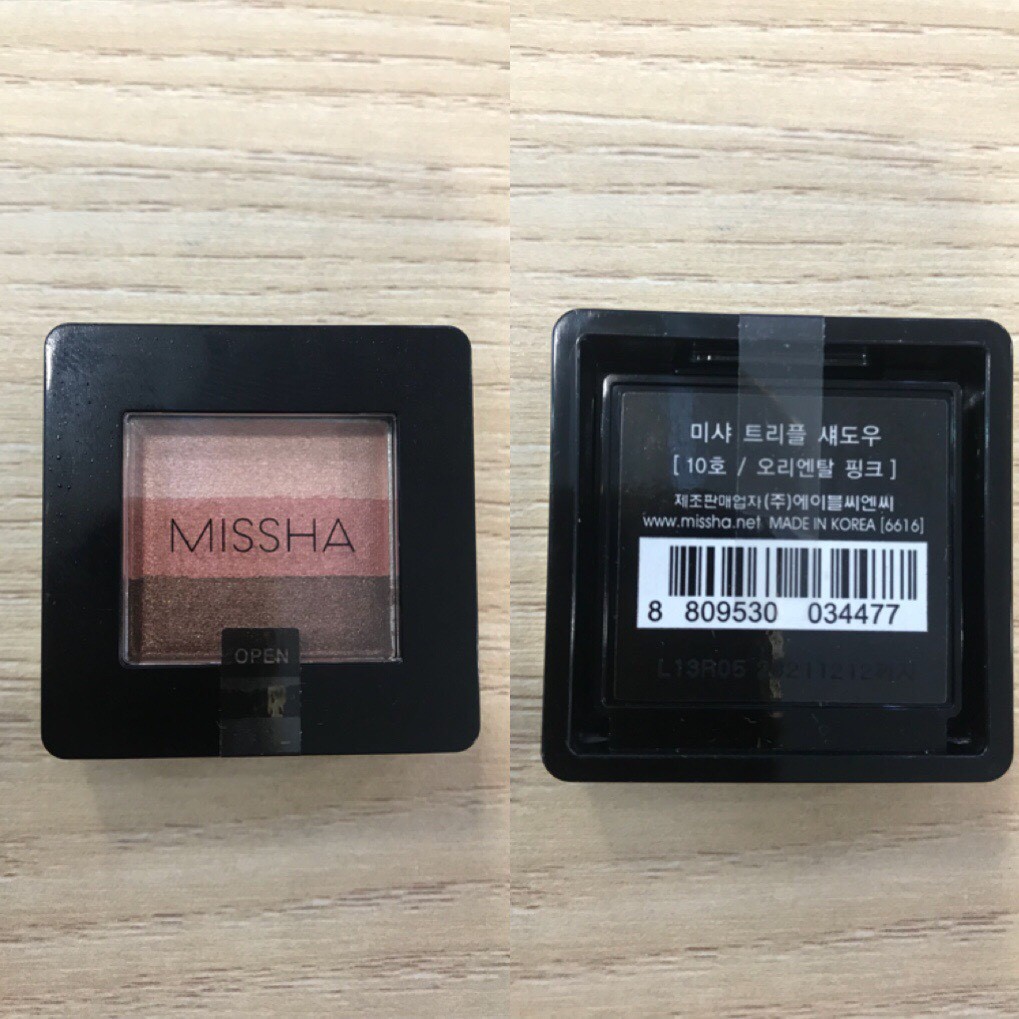 MISSHA
OPEN
미샤 트리플 섀도우
[ 10호 / 오리엔탈 핑크 ]
제조판매업자 (주)에이블씨엔씨
www.missha.net MADE IN KOREA [6616]
8 809530 034477
L13R05